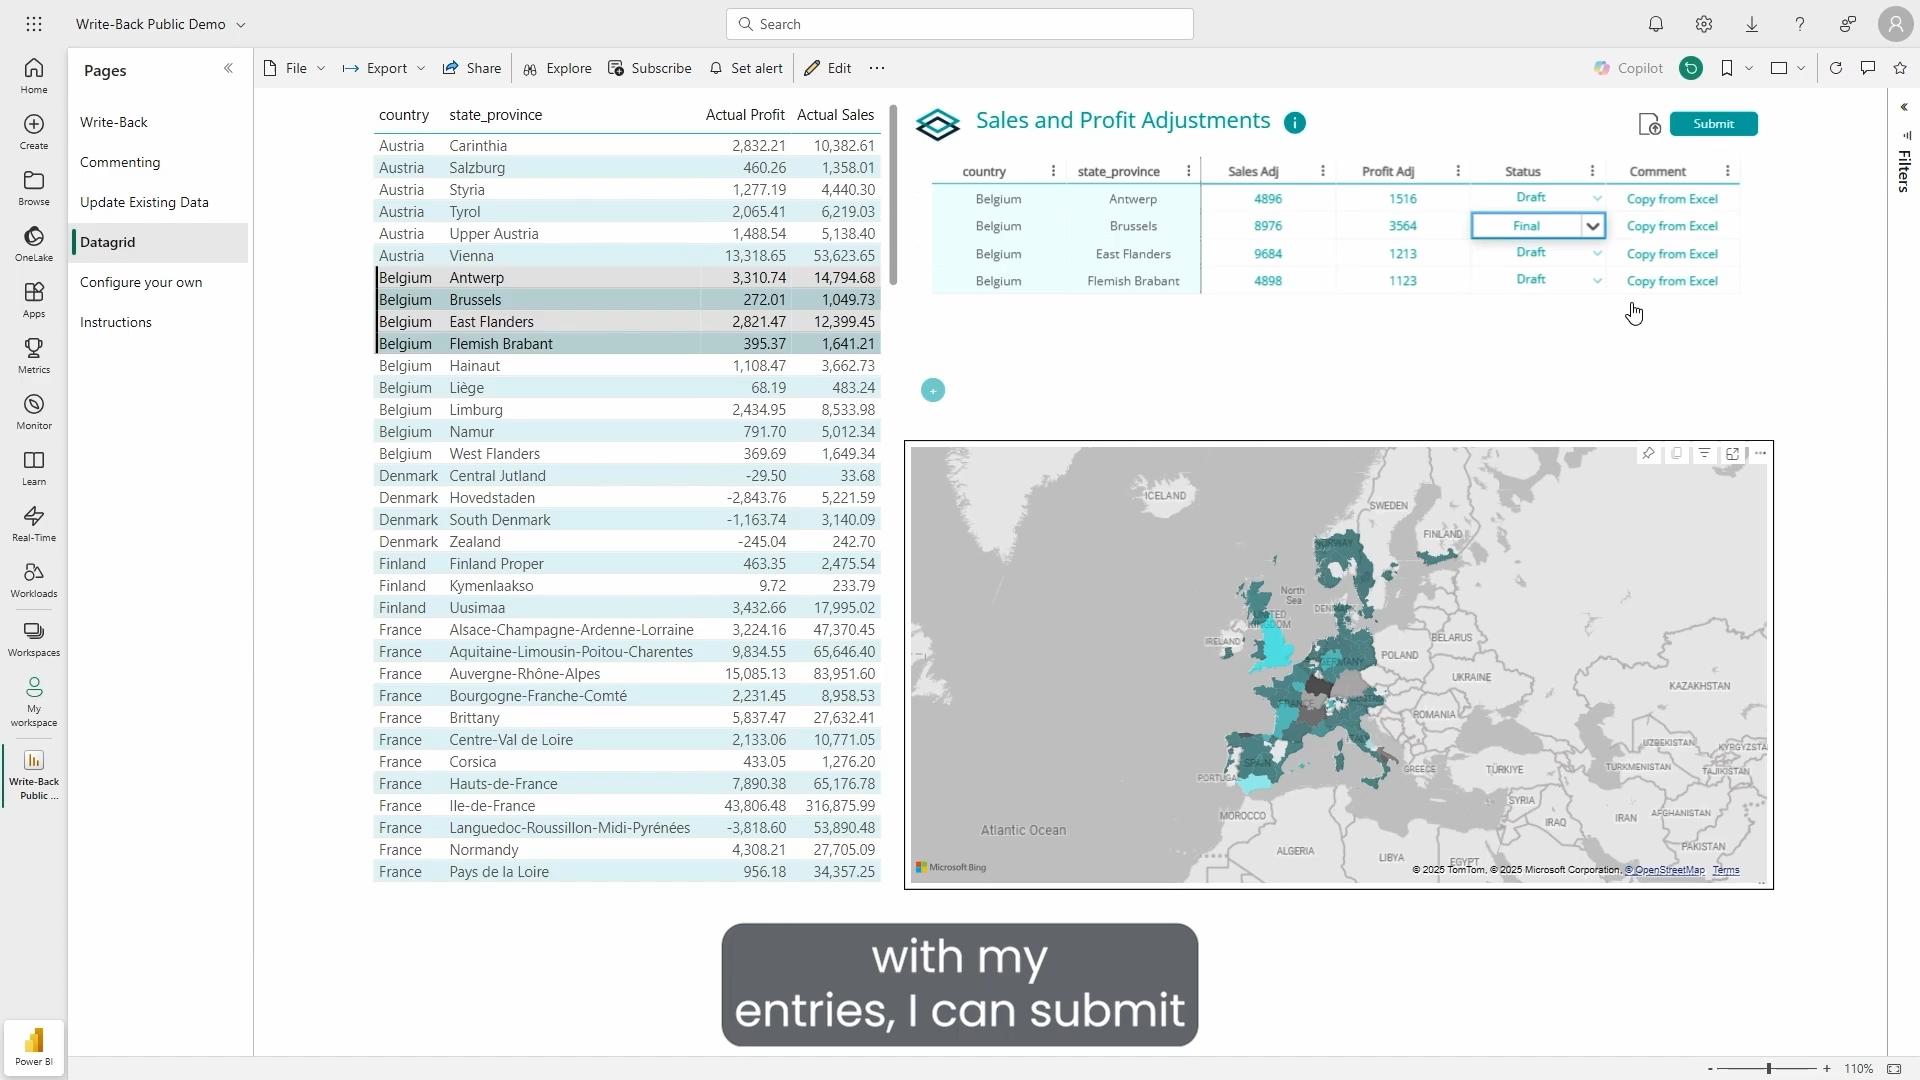 Write-Back Public Demo
Search
Home
Create
Browse
OneLake
Apps
Metrics
Monitor
Learn
Real-Time
Workloads
Workspaces
My
workspace
Write-Back
Public ...
Power BI
Pages
Write-Back
Commenting
Update Existing Data
Datagrid
Configure your own
Instructions
File Export Share Explore Subscribe Set alert Edit ... Copilot
Filters
country state_province Actual Profit Actual Sales
Austria Carinthia 2,832.21 10,382.61
Austria Salzburg 460.26 1,358.01
Austria Styria 1,277.19 4,440.30
Austria Tyrol 2,065.41 6,219.03
Austria Upper Austria 1,488.54 5,138.40
Austria Vienna 13,318.65 53,623.65
Belgium Antwerp 3,310.74 14,794.68
Belgium Brussels 272.01 1,049.73
Belgium East Flanders 2,821.47 12,399.45
Belgium Flemish Brabant 395.37 1,641.21
Belgium Hainaut 1,108.47 3,662.73
Belgium Liège 68.19 483.24
Belgium Limburg 2,434.95 8,533.98
Belgium Namur 791.70 5,012.34
Belgium West Flanders 369.69 1,649.34
Denmark Central Jutland -29.50 33.68
Denmark Hovedstaden -2,843.76 5,221.59
Denmark South Denmark -1,163.74 3,140.09
Denmark Zealand -245.04 242.70
Finland Finland Proper 463.35 2,475.54
Finland Kymenlaakso 9.72 233.79
Finland Uusimaa 3,432.66 17,995.02
France Alsace-Champagne-Ardenne-Lorraine 3,224.16 47,370.45
France Aquitaine-Limousin-Poitou-Charentes 9,834.55 65,646.40
France Auvergne-Rhône-Alpes 15,085.13 83,951.60
France Bourgogne-Franche-Comté 2,231.45 8,958.53
France Brittany 5,837.47 27,632.41
France Centre-Val de Loire 2,133.06 10,771.05
France Corsica 433.05 1,276.20
France Hauts-de-France 7,890.38 65,176.78
France Ile-de-France 43,806.48 316,875.99
France Languedoc-Roussillon-Midi-Pyrénées -3,818.60 53,890.48
France Normandy 4,308.21 27,705.09
France Pays de la Loire 956.18 34,357.25
Sales and Profit Adjustments i
Submit
country state_province Sales Adj Profit Adj Status Comment
Belgium Antwerp 4896 1516 Draft Copy from Excel
Belgium Brussels 8976 3564 Final Copy from Excel
Belgium East Flanders 9684 1213 Draft Copy from Excel
Belgium Flemish Brabant 4898 1123 Draft Copy from Excel
+
ICELAND
SWEDEN
FINLAND
NORWAY
North
Sea
DENMARK
UNITED
KINGDOM
IRELAND
BELARUS
POLAND
GERMANY
UKRAINE
KAZAKHSTAN
FRANCE
ROMANIA
ITALY
UZBEKISTAN
SPAIN
GREECE
TÜRKIYE
TURKMENISTAN
TAJIKISTAN
SYRIA
MOROCCO
IRAQ
IRAN
AFGHANISTAN
Atlantic Ocean
ALGERIA
LIBYA
EGYPT
PAKISTAN
Microsoft Bing
© 2025 TomTom, © 2025 Microsoft Corporation, © OpenStreetMap Terms
with my
entries, I can submit
- + 110%